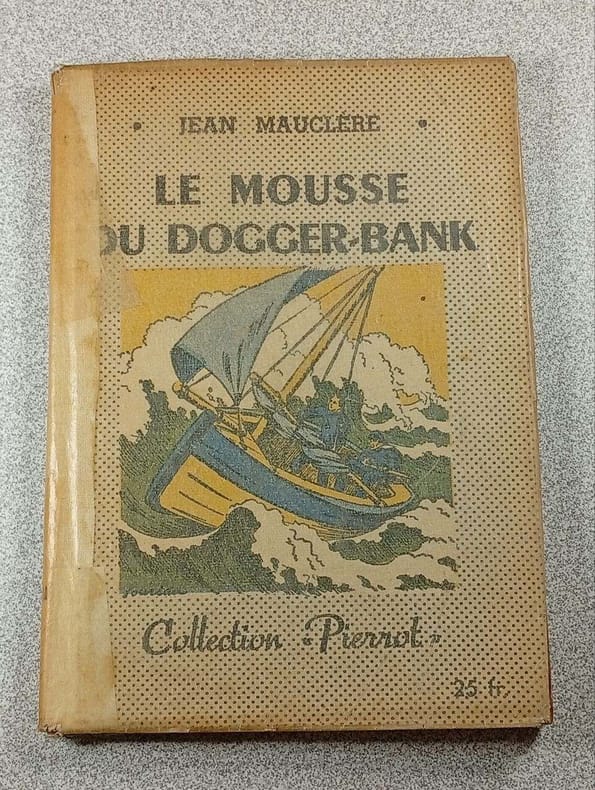 • JEAN MAUCLÈRE •
LE MOUSSE
DU DOGGER-BANK
Collection "Pierrot"
25 fr